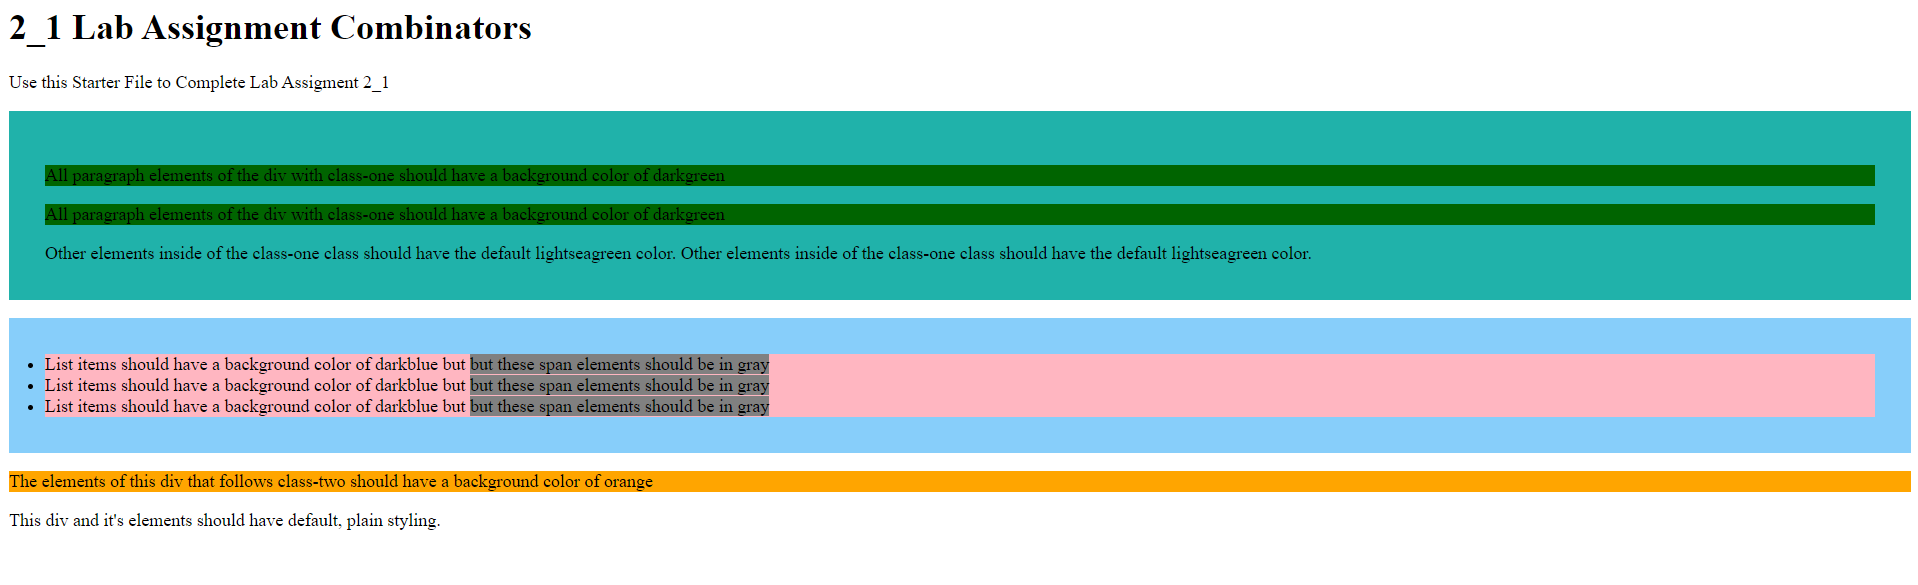 2_1 Lab Assignment Combinators
Use this Starter File to Complete Lab Assigment 2_1
All paragraph elements of the div with class-one should have a background color of darkgreen
All paragraph elements of the div with class-one should have a background color of darkgreen
Other elements inside of the class-one class should have the default lightseagreen color. Other elements inside of the class-one class should have the default lightseagreen color.
• List items should have a background color of darkblue but but these span elements should be in gray
• List items should have a background color of darkblue but but these span elements should be in gray
• List items should have a background color of darkblue but but these span elements should be in gray
The elements of this div that follows class-two should have a background color of orange
This div and it's elements should have default, plain styling.